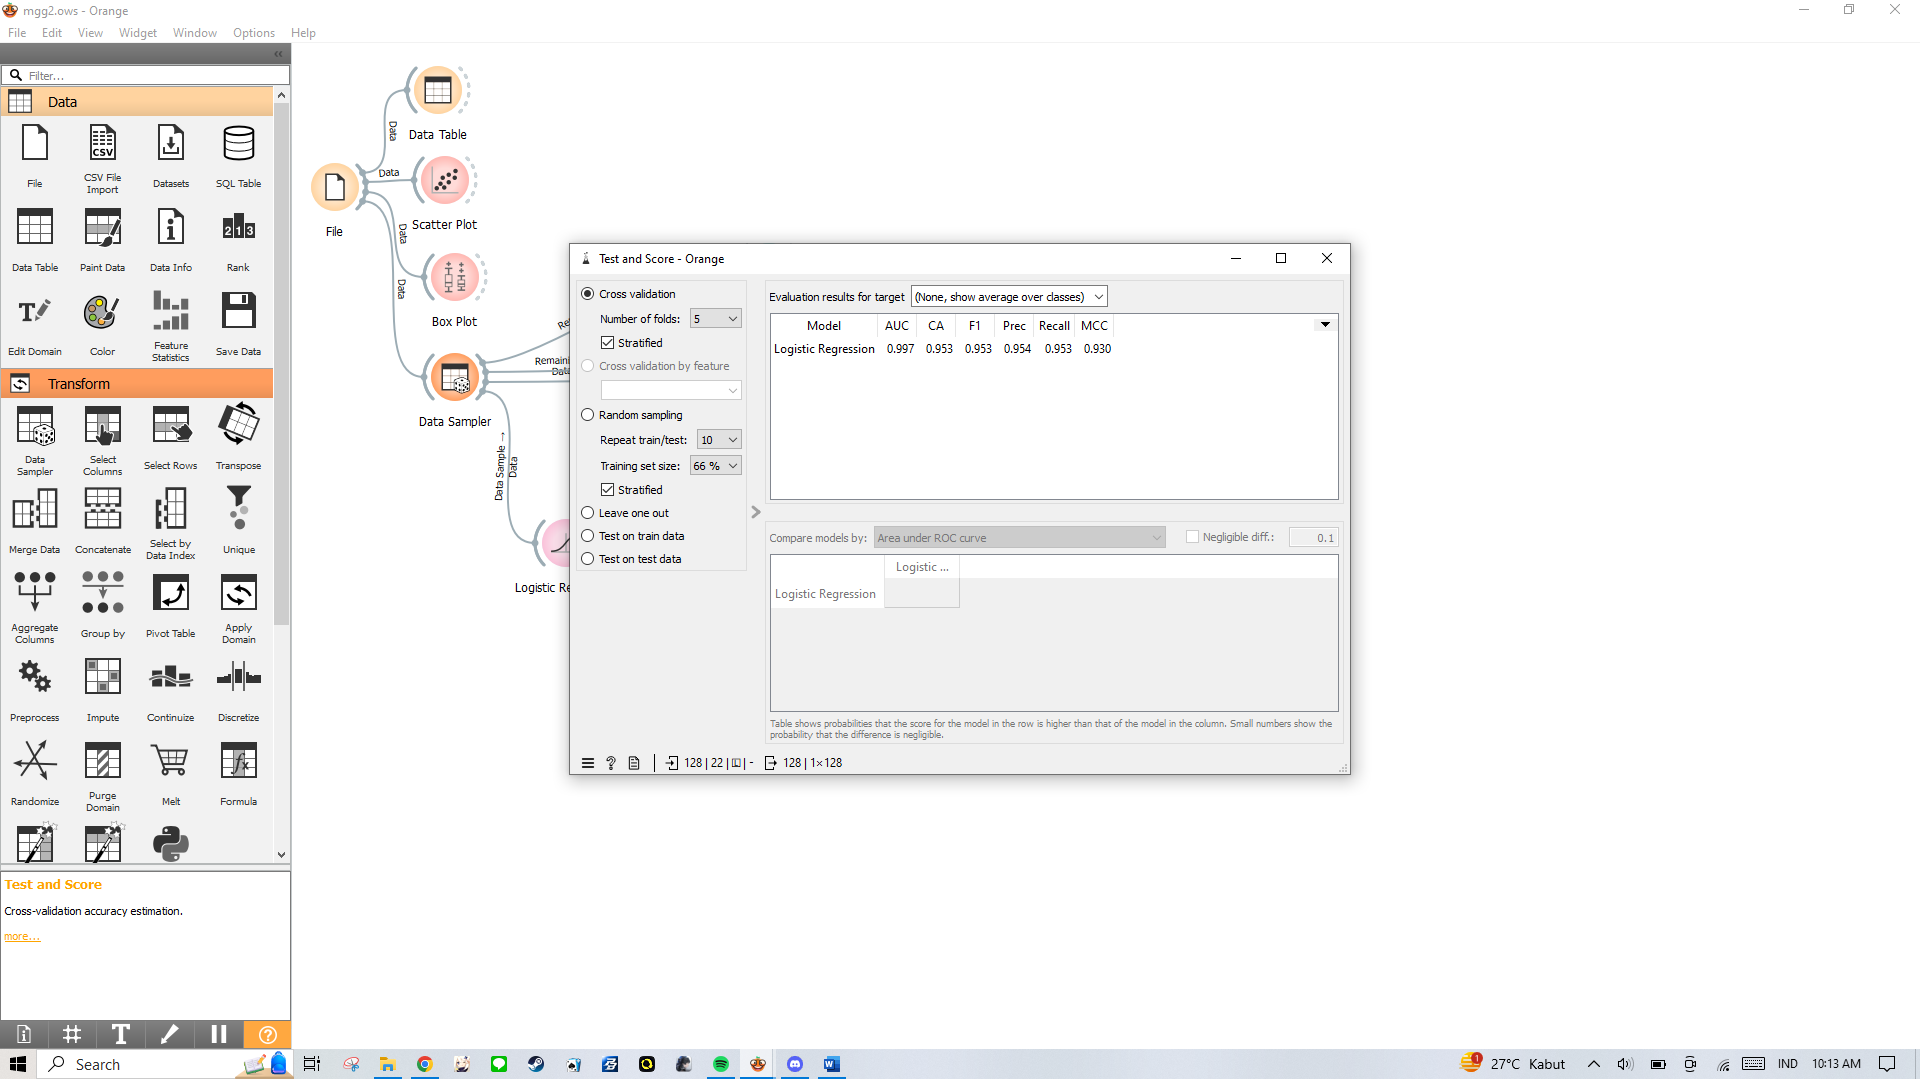 mgg2.ows - Orange
File Edit View Widget Window Options Help
Filter...
Data
File
CSV File Import
Datasets
SQL Table
Data Table
Paint Data
Data Info
Rank
Edit Domain
Color
Feature Statistics
Save Data
Transform
Data Sampler
Select Columns
Select Rows
Transpose
Merge Data
Concatenate
Select by Data Index
Unique
Aggregate Columns
Group by
Pivot Table
Apply Domain
Preprocess
Impute
Continuize
Discretize
Randomize
Purge Domain
Melt
Formula
Test and Score
Cross-validation accuracy estimation.
more...
File
Data
Data Table
Data
Scatter Plot
Data
Box Plot
Data
Data Sampler
Remaini
Data
Data Sample →
Data
Logistic Re
Test and Score - Orange
Cross validation
Number of folds: 5
Stratified
Cross validation by feature
Random sampling
Repeat train/test: 10
Training set size: 66 %
Stratified
Leave one out
Test on train data
Test on test data
Evaluation results for target (None, show average over classes)
Model AUC CA F1 Prec Recall MCC
Logistic Regression 0.997 0.953 0.953 0.954 0.953 0.930
Compare models by: Area under ROC curve
Negligible diff.: 0.1
Logistic ...
Logistic Regression
Table shows probabilities that the score for the model in the row is higher than that of the model in the column. Small numbers show the
probability that the difference is negligible.
128 | 22 | - 128 | 1×128
Search
1
27°C Kabut
IND
10:13 AM